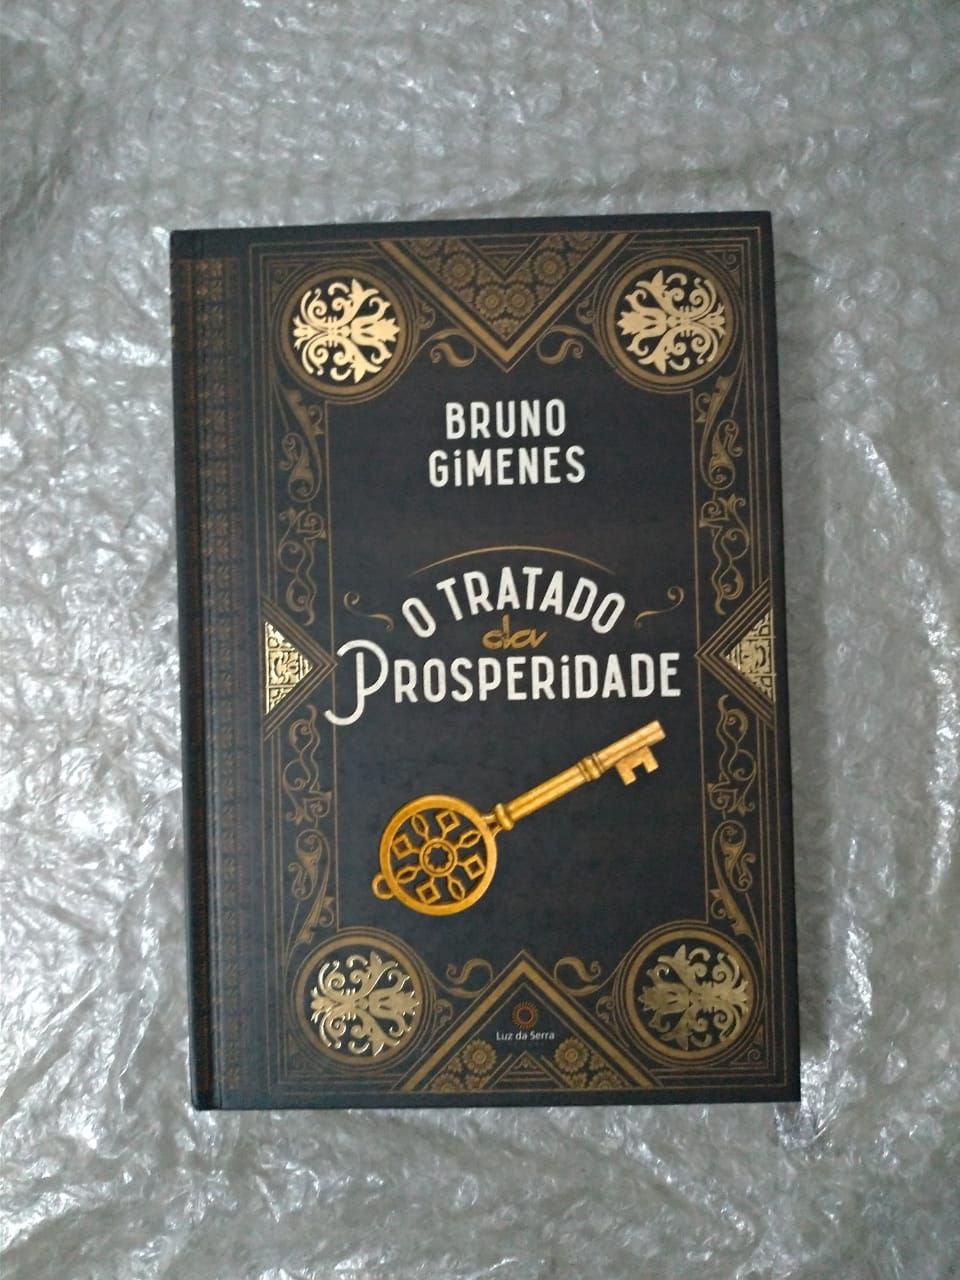 BRUNO
GiMENES
O TRATADO
da
PROSPERiDADE
Luz da Serra